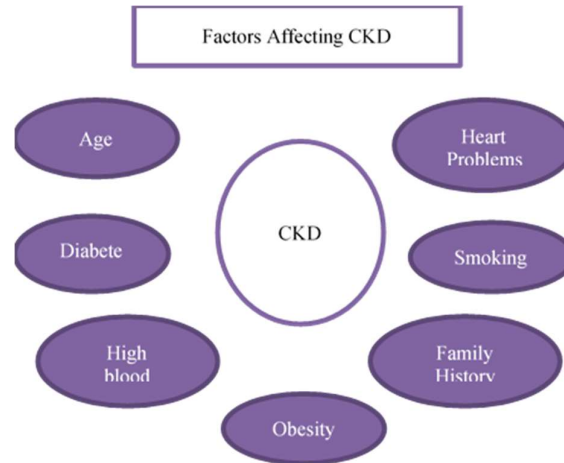 Factors Affecting CKD
Age
Heart
Problems
CKD
Diabete
Smoking
High
blood
Family
History
Obesity